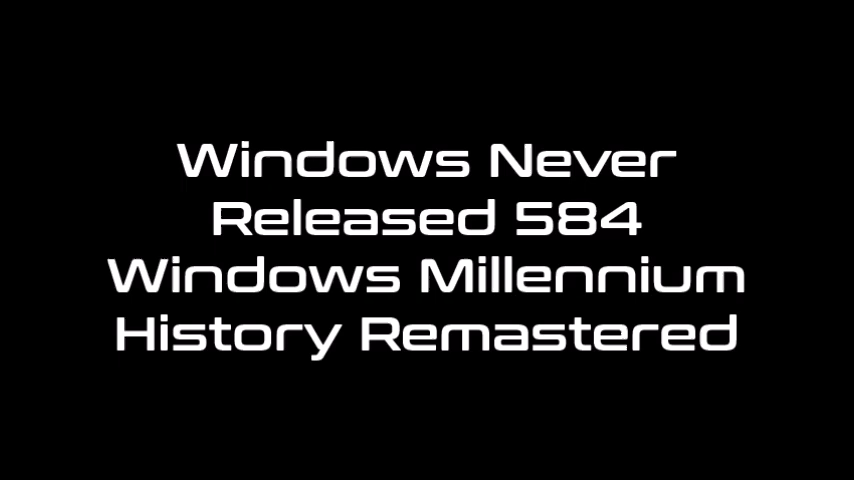 Windows Never
Released 584
Windows Millennium
History Remastered